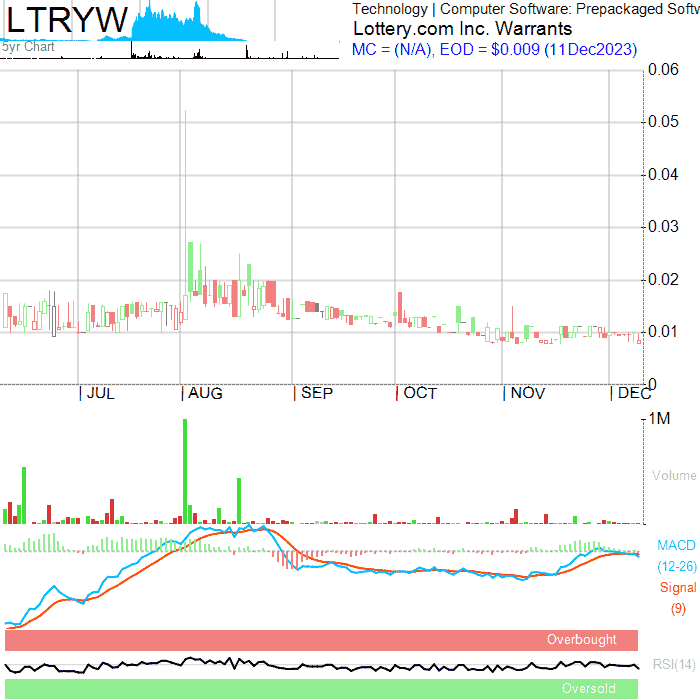 LTRYW
Technology | Computer Software: Prepackaged Softw
Lottery.com Inc. Warrants
5yr Chart
MC = (N/A), EOD = $0.009 (11Dec2023)
0.06
0.05
0.04
0.03
0.02
0.01
0
JUL AUG SEP OCT NOV DEC
1M
Volume
MACD
(12-26)
Signal
(9)
Overbought
RSI(14)
Oversold